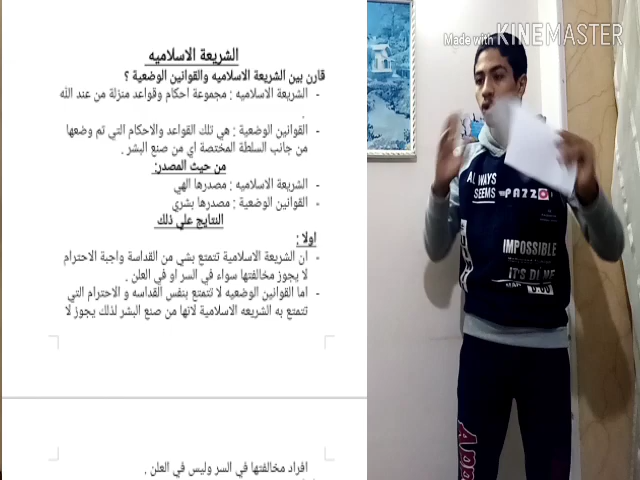 الشريعة الاسلاميه
قارن بين الشريعة الاسلاميه والقوانين الوضعية ؟
- الشريعة الاسلاميه : مجموعة احكام وقواعد منزلة من عند الله
.
- القوانين الوضعية : هي تلك القواعد والاحكام التي تم وضعها
من جانب السلطة المختصة اي من صنع البشر .
من حيث المصدر:
- الشريعة الاسلاميه : مصدرها الهي
- القوانين الوضعية : مصدرها بشري
النتايج علي ذلك
اولا :
- ان الشريعة الاسلامية تتمتع بشي من القداسة واجبة الاحترام
لا يجوز مخالفتها سواء في السر او في العلن .
- اما القوانين الوضعيه لا تتمتع بنفس القداسه و الاحترام التي
تتمتع به الشريعه الاسلامية لانها من صنع البشر لذلك يجوز لا
افراد مخالفتها في السر وليس في العلن .
Made with KINEMASTER
ALWAYS
SEEMS
PAZZO
IMPOSSIBLE
IT'S DONE